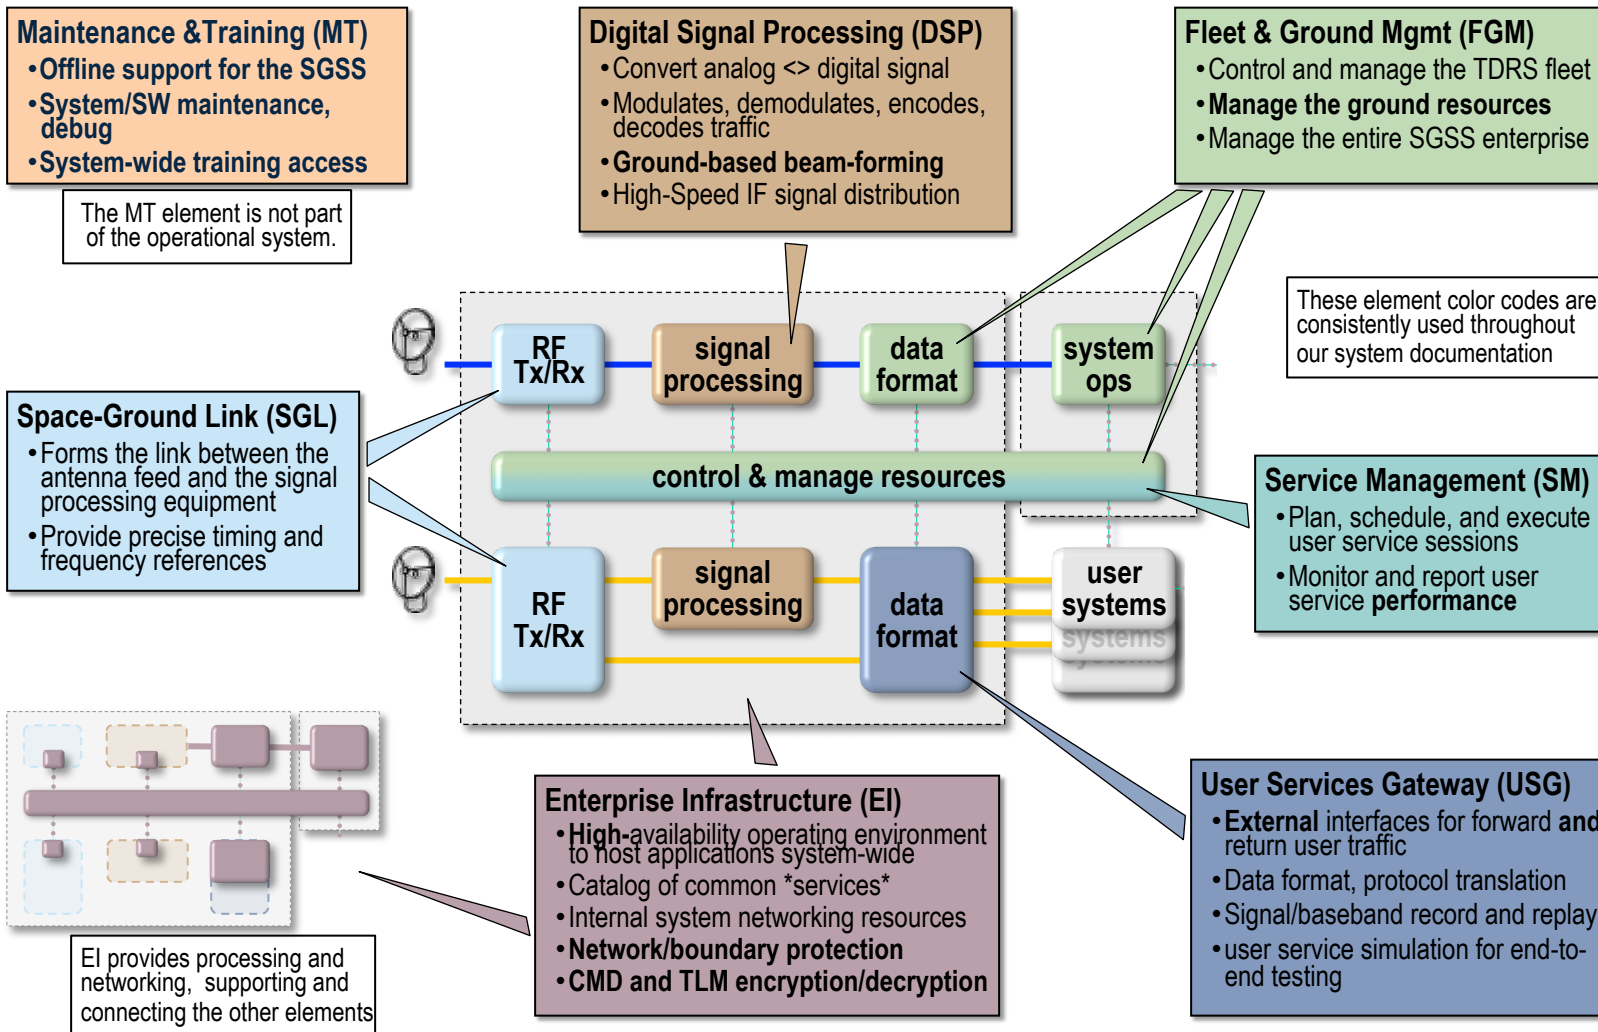 Maintenance &Training (MT)
•Offline support for the SGSS
•System/SW maintenance,
debug
•System-wide training access
The MT element is not part
of the operational system.
Digital Signal Processing (DSP)
•Convert analog <> digital signal
•Modulates, demodulates, encodes,
decodes traffic
•Ground-based beam-forming
•High-Speed IF signal distribution
Fleet & Ground Mgmt (FGM)
•Control and manage the TDRS fleet
•Manage the ground resources
•Manage the entire SGSS enterprise
These element color codes are
consistently used throughout
our system documentation
RF
Tx/Rx
signal
processing
data
format
system
ops
Space-Ground Link (SGL)
•Forms the link between the
antenna feed and the signal
processing equipment
•Provide precise timing and
frequency references
control & manage resources
Service Management (SM)
•Plan, schedule, and execute
user service sessions
•Monitor and report user
service performance
RF
Tx/Rx
signal
processing
data
format
user
systems
systems
systems
Enterprise Infrastructure (EI)
•High-availability operating environment
to host applications system-wide
•Catalog of common *services*
•Internal system networking resources
•Network/boundary protection
•CMD and TLM encryption/decryption
User Services Gateway (USG)
•External interfaces for forward and
return user traffic
•Data format, protocol translation
•Signal/baseband record and replay
•user service simulation for end-to-
end testing
EI provides processing and
networking, supporting and
connecting the other elements